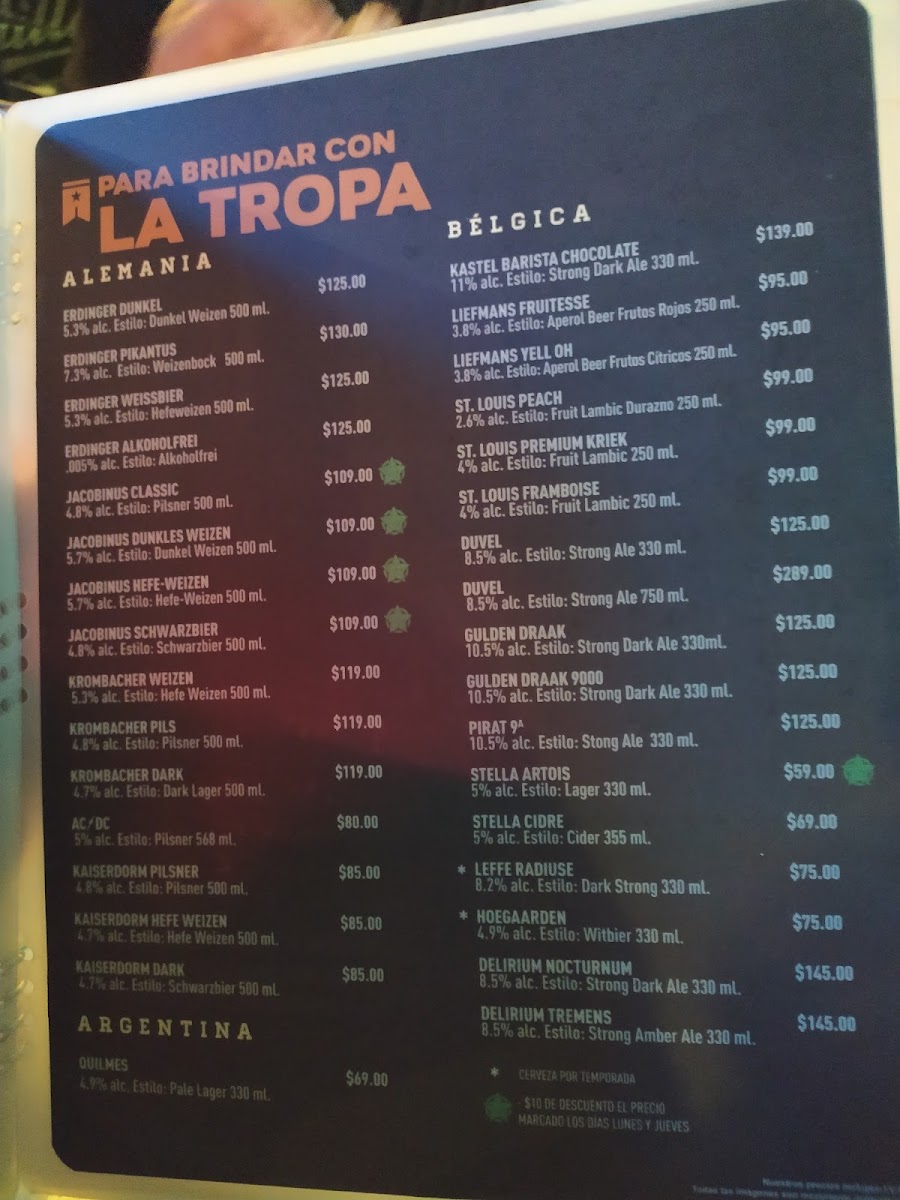 PARA BRINDAR CON
LA TROPA
ALEMANIA
ERDINGER DUNKEL $125.00
5.3% alc. Estilo: Dunkel Weizen 500 ml.
ERDINGER PIKANTUS $130.00
7.3% alc. Estilo: Weizenbock 500 ml.
ERDINGER WEISSBIER $125.00
5.3% alc. Estilo: Hefeweizen 500 ml.
ERDINGER ALKOHOLFREI $125.00
.005% alc. Estilo: Alkoholfrei
JACOBINUS CLASSIC $109.00
4.8% alc. Estilo: Pilsner 500 ml.
JACOBINUS DUNKLES WEIZEN $109.00
5.7% alc. Estilo: Dunkel Weizen 500 ml.
JACOBINUS HEFE-WEIZEN $109.00
5.7% alc. Estilo: Hefe-Weizen 500 ml.
JACOBINUS SCHWARZBIER $109.00
4.8% alc. Estilo: Schwarzbier 500 ml.
KROMBACHER WEIZEN $119.00
5.3% alc. Estilo: Hefe Weizen 500 ml.
KROMBACHER PILS $119.00
4.8% alc. Estilo: Pilsner 500 ml.
KROMBACHER DARK $119.00
4.7% alc. Estilo: Dark Lager 500 ml.
AC/DC $80.00
5% alc. Estilo: Pilsner 568 ml.
KAISERDORM PILSNER $85.00
4.8% alc. Estilo: Pilsner 500 ml.
KAISERDORM HEFE WEIZEN $85.00
4.7% alc. Estilo: Hefe Weizen 500 ml.
KAISERDORM DARK $85.00
4.7% alc. Estilo: Schwarzbier 500 ml.
ARGENTINA
QUILMES $69.00
4.9% alc. Estilo: Pale Lager 330 ml.
BÉLGICA
KASTEL BARISTA CHOCOLATE $139.00
11% alc. Estilo: Strong Dark Ale 330 ml.
LIEFMANS FRUITESSE $95.00
3.8% alc. Estilo: Aperol Beer Frutos Rojos 250 ml.
LIEFMANS YELL OH $95.00
3.8% alc. Estilo: Aperol Beer Frutos Cítricos 250 ml.
ST. LOUIS PEACH $99.00
2.6% alc. Estilo: Fruit Lambic Durazno 250 ml.
ST. LOUIS PREMIUM KRIEK $99.00
4% alc. Estilo: Fruit Lambic 250 ml.
ST. LOUIS FRAMBOISE $99.00
4% alc. Estilo: Fruit Lambic 250 ml.
DUVEL $125.00
8.5% alc. Estilo: Strong Ale 330 ml.
DUVEL $289.00
8.5% alc. Estilo: Strong Ale 750 ml.
GULDEN DRAAK $125.00
10.5% alc. Estilo: Strong Dark Ale 330ml.
GULDEN DRAAK 9000 $125.00
10.5% alc. Estilo: Strong Dark Ale 330 ml.
PIRAT 9ª $125.00
10.5% alc. Estilo: Stong Ale 330 ml.
STELLA ARTOIS $59.00
5% alc. Estilo: Lager 330 ml.
STELLA CIDRE $69.00
5% alc. Estilo: Cider 355 ml.
* LEFFE RADIUSE $75.00
8.2% alc. Estilo: Dark Strong 330 ml.
* HOEGAARDEN $75.00
4.9% alc. Estilo: Witbier 330 ml.
DELIRIUM NOCTURNUM $145.00
8.5% alc. Estilo: Strong Dark Ale 330 ml.
DELIRIUM TREMENS $145.00
8.5% alc. Estilo: Strong Amber Ale 330 ml.
* CERVEZA POR TEMPORADA
$10 DE DESCUENTO EL PRECIO
MARCADO LOS DÍAS LUNES Y JUEVES
Nuestros precios incluyen
Todas las imágenes son